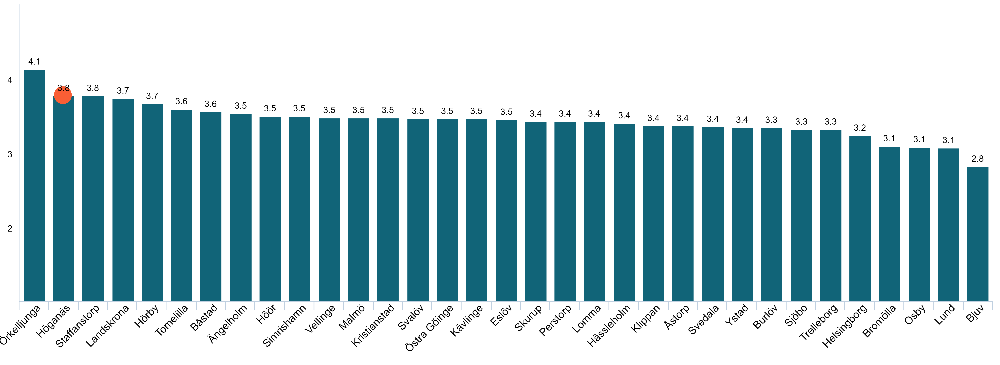 4.1
3.8
3.8
3.7
3.7
3.6
3.6
3.5
3.5
3.5
3.5
3.5
3.5
3.5
3.5
3.5
3.5
3.4
3.4
3.4
3.4
3.4
3.4
3.4
3.4
3.3
3.3
3.3
3.2
3.1
3.1
3.1
2.8
4
3
2
Örkelljunga
Höganäs
Staffanstorp
Landskrona
Hörby
Tomelilla
Båstad
Ängelholm
Höör
Simrishamn
Vellinge
Malmö
Kristianstad
Svalöv
Östra Göinge
Kävlinge
Eslöv
Skurup
Perstorp
Lomma
Hässleholm
Klippan
Åstorp
Svedala
Ystad
Burlöv
Sjöbo
Trelleborg
Helsingborg
Bromölla
Osby
Lund
Bjuv